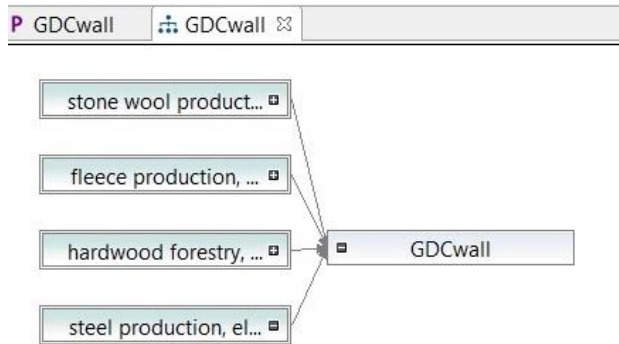 P GDCwall GDCwall
stone wool product...
fleece production, ...
hardwood forestry, ...
GDCwall
steel production, el...